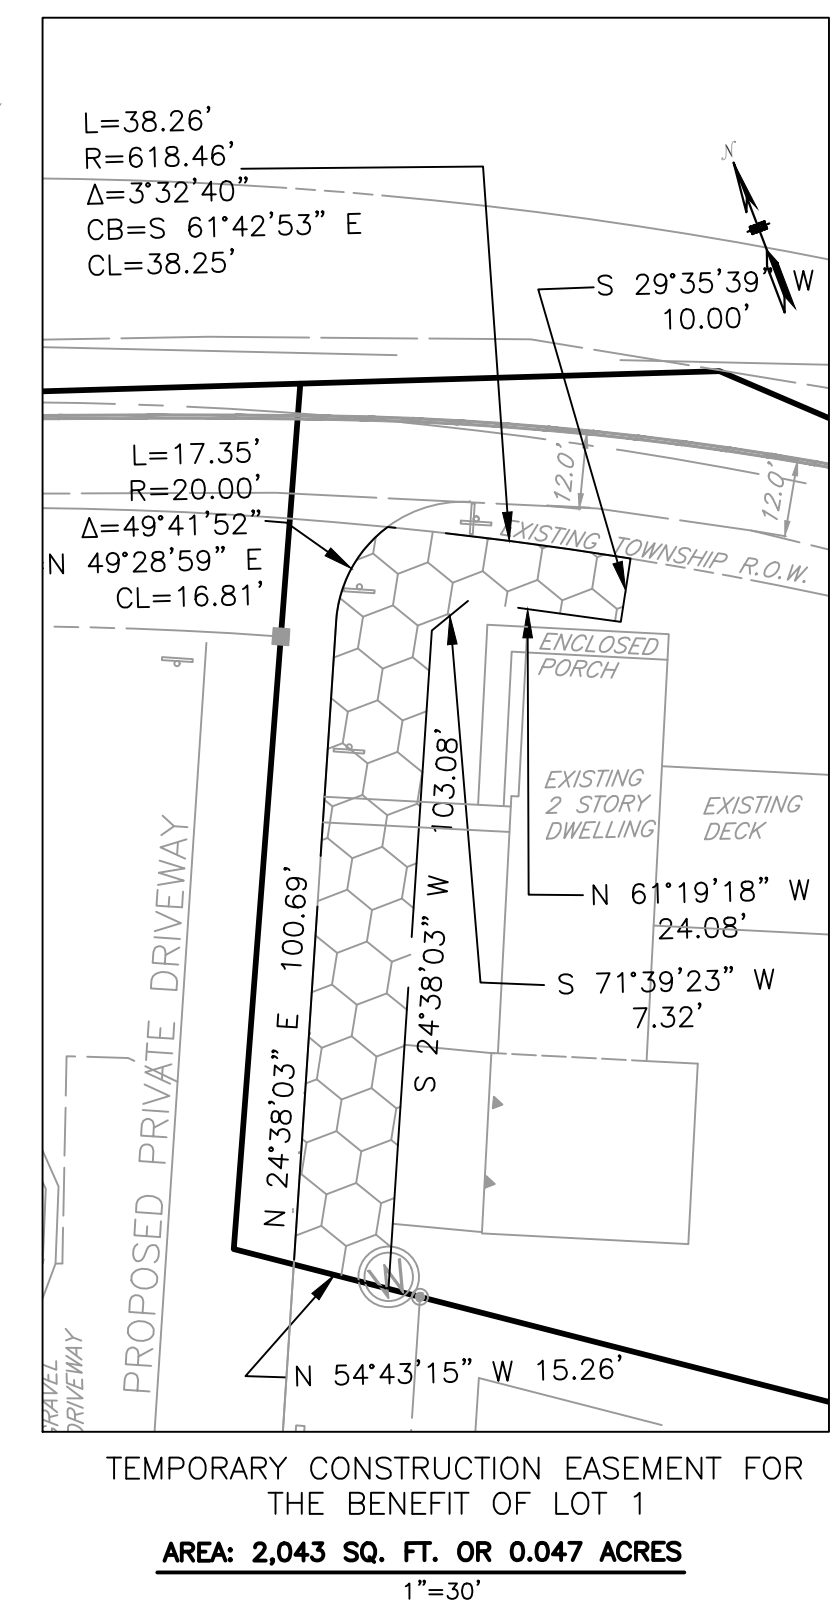 L=38.26'
R=618.46'
Δ=3°32'40"
CB=S 61°42'53" E
CL=38.25'
N
S 29°35'39" W
10.00'
L=17.35'
R=20.00'
Δ=49°41'52"
N 49°28'59" E
CL=16.81'
12.0'
12.0'
EXISTING TOWNSHIP R.O.W.
ENCLOSED
PORCH
EXISTING
2 STORY
DWELLING
EXISTING
DECK
N 61°19'18" W
24.08'
S 71°39'23" W
7.32'
S 24°38'03" W 103.08'
N 24°38'03" E 100.69'
PROPOSED PRIVATE DRIVEWAY
W
N 54°43'15" W 15.26'
GRAVEL
DRIVEWAY
TEMPORARY CONSTRUCTION EASEMENT FOR
THE BENEFIT OF LOT 1
AREA: 2,043 SQ. FT. OR 0.047 ACRES
1"=30'